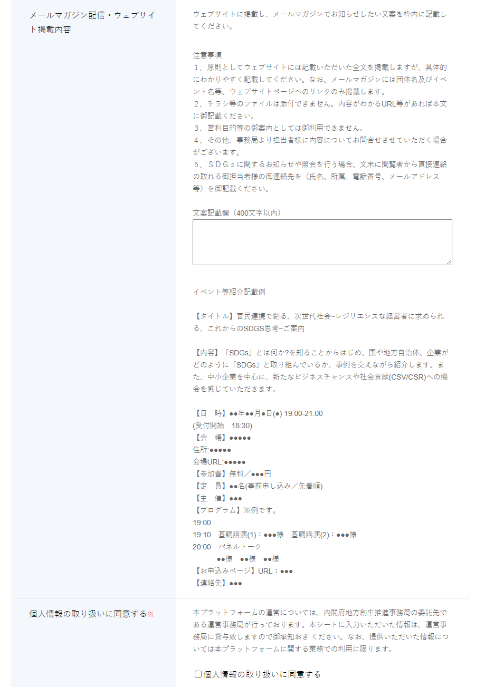 メールマガジン配信・ウェブサイ
ト掲載内容
ウェブサイトに掲載し、メールマガジンでお知らせしたい文案を枠内に記載し
てください。
注意事項
１．原則としてウェブサイトには記載いただいた全文を掲載しますが、具体的
にわかりやすく記載してください。なお、メールマガジンには団体名及びイベ
ント名等、ウェブサイトページへのリンクのみ掲載します。
２．チラシ等のファイルは添付できません。内容がわかるURL等があれば本文
に御記載ください。
３．営利目的等の御案内としては御利用できません。
４．その他、事務局より担当者様に内容についてお問合せさせていただく場合
がございます。
５．ＳＤＧｓに関するお知らせや照会を行う場合、文末に閲覧者から直接連絡
の取れる御担当者様の御連絡先を（氏名、所属、電話番号、メールアドレス
等）を御記載ください。
文案記載欄（400文字以内）
イベント等紹介記載例
【タイトル】官民連携で創る、次世代社会~レジリエンスな経営者に求められ
る、これからのSDGS思考~ご案内
【内容】『SDGs』とは何か?を知ることからはじめ、国や地方自治体、企業が
どのように『SDGs』と取り組んでいるか、事例を交えながら紹介します。ま
た、中小企業を中心に、新たなビジネスチャンスや社会貢献(CSV/CSR)への機
会を感じていただきます。
【日　時】●●年●●月●日(●) 19:00-21:00
(受付開始　18:30)
【会　場】●●●●●
住所:●●●●●
会場URL:●●●●●
【参加費】無料／●●●円
【定　員】●●名(事前申し込み／先着順)
【主　催】●●●
【プログラム】※例です。
19:00
19:10　基調講演(1)：●●●様　基調講演(2)：●●●様
20:00　パネルトーク
●●様　●●様　●●様
【お申込みページ】URL：●●●
【連絡先】●●●
個人情報の取り扱いに同意する※
本プラットフォームの運営については、内閣府地方創生推進事務局の委託先で
ある運営事務局が行っております。本シートに入力いただいた情報は、運営事
務局に貸与致しますので御承知おきください。なお、提供いただいた情報につ
いては本プラットフォームに関する業務での利用に限ります。
個人情報の取り扱いに同意する